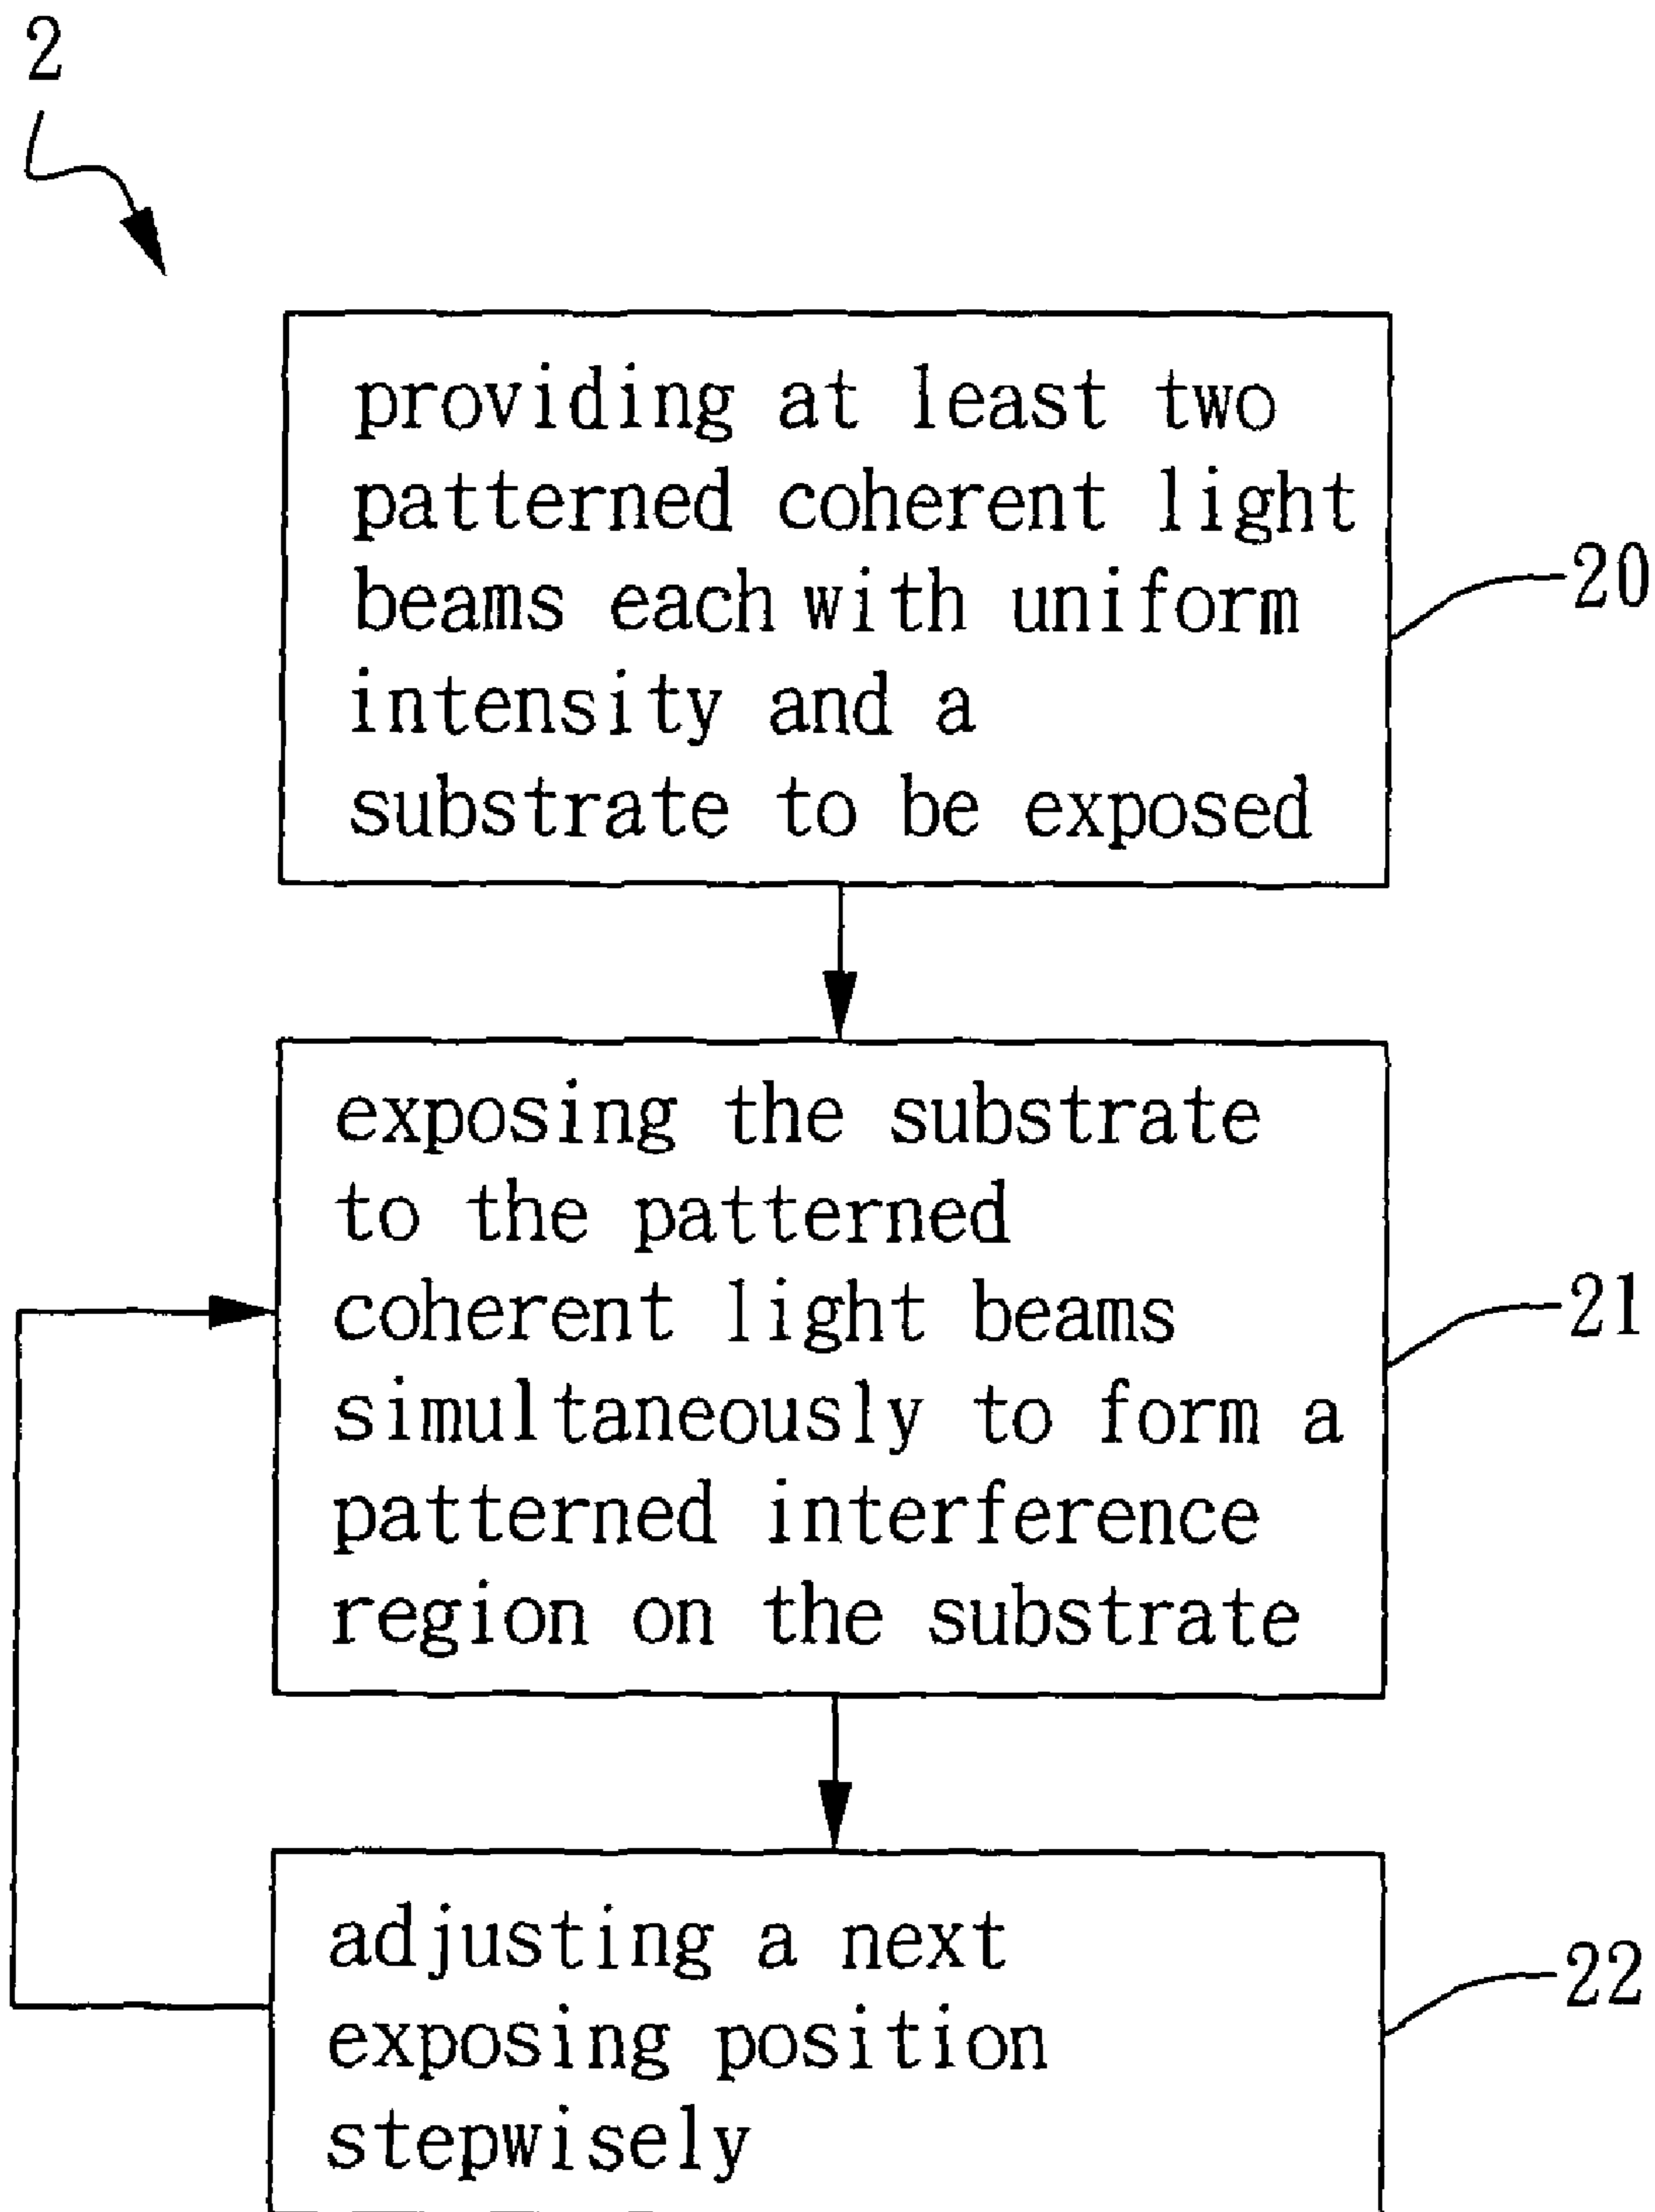 2
providing at least two
patterned coherent light
beams each with uniform
intensity and a
substrate to be exposed
20
exposing the substrate
to the patterned
coherent light beams
simultaneously to form a
patterned interference
region on the substrate
21
adjusting a next
exposing position
stepwisely
22